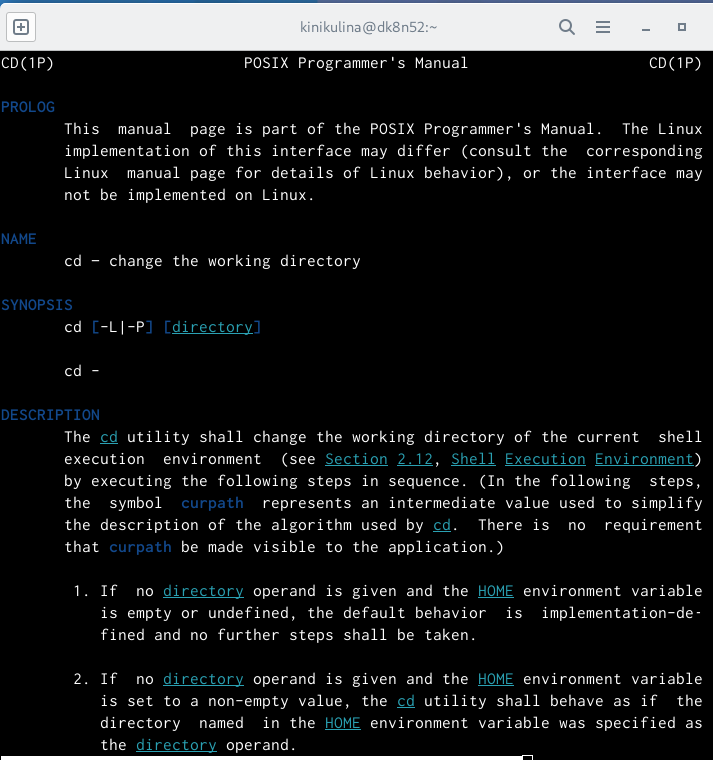 kinikulina@dk8n52:~
CD(1P) POSIX Programmer's Manual CD(1P)
PROLOG
This manual page is part of the POSIX Programmer's Manual. The Linux
implementation of this interface may differ (consult the corresponding
Linux manual page for details of Linux behavior), or the interface may
not be implemented on Linux.
NAME
cd - change the working directory
SYNOPSIS
cd [-L|-P] [directory]
cd -
DESCRIPTION
The cd utility shall change the working directory of the current shell
execution environment (see Section 2.12, Shell Execution Environment)
by executing the following steps in sequence. (In the following steps,
the symbol curpath represents an intermediate value used to simplify
the description of the algorithm used by cd. There is no requirement
that curpath be made visible to the application.)
1. If no directory operand is given and the HOME environment variable
is empty or undefined, the default behavior is implementation-de-
fined and no further steps shall be taken.
2. If no directory operand is given and the HOME environment variable
is set to a non-empty value, the cd utility shall behave as if the
directory named in the HOME environment variable was specified as
the directory operand.